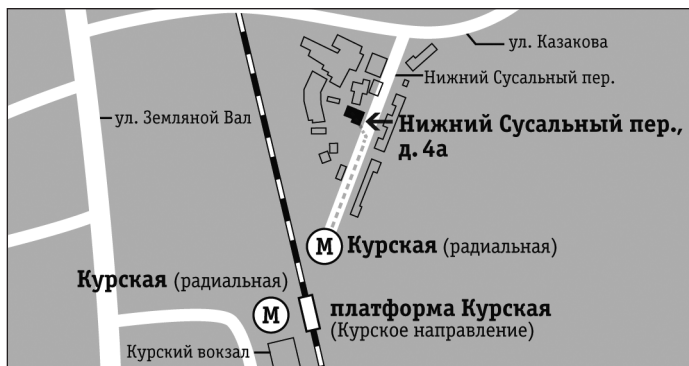 ул. Казакова
Нижний Сусальный пер.
ул. Земляной Вал
Нижний Сусальный пер.,
д. 4а
М Курская (радиальная)
Курская (радиальная)
М
платформа Курская
(Курское направление)
Курский вокзал